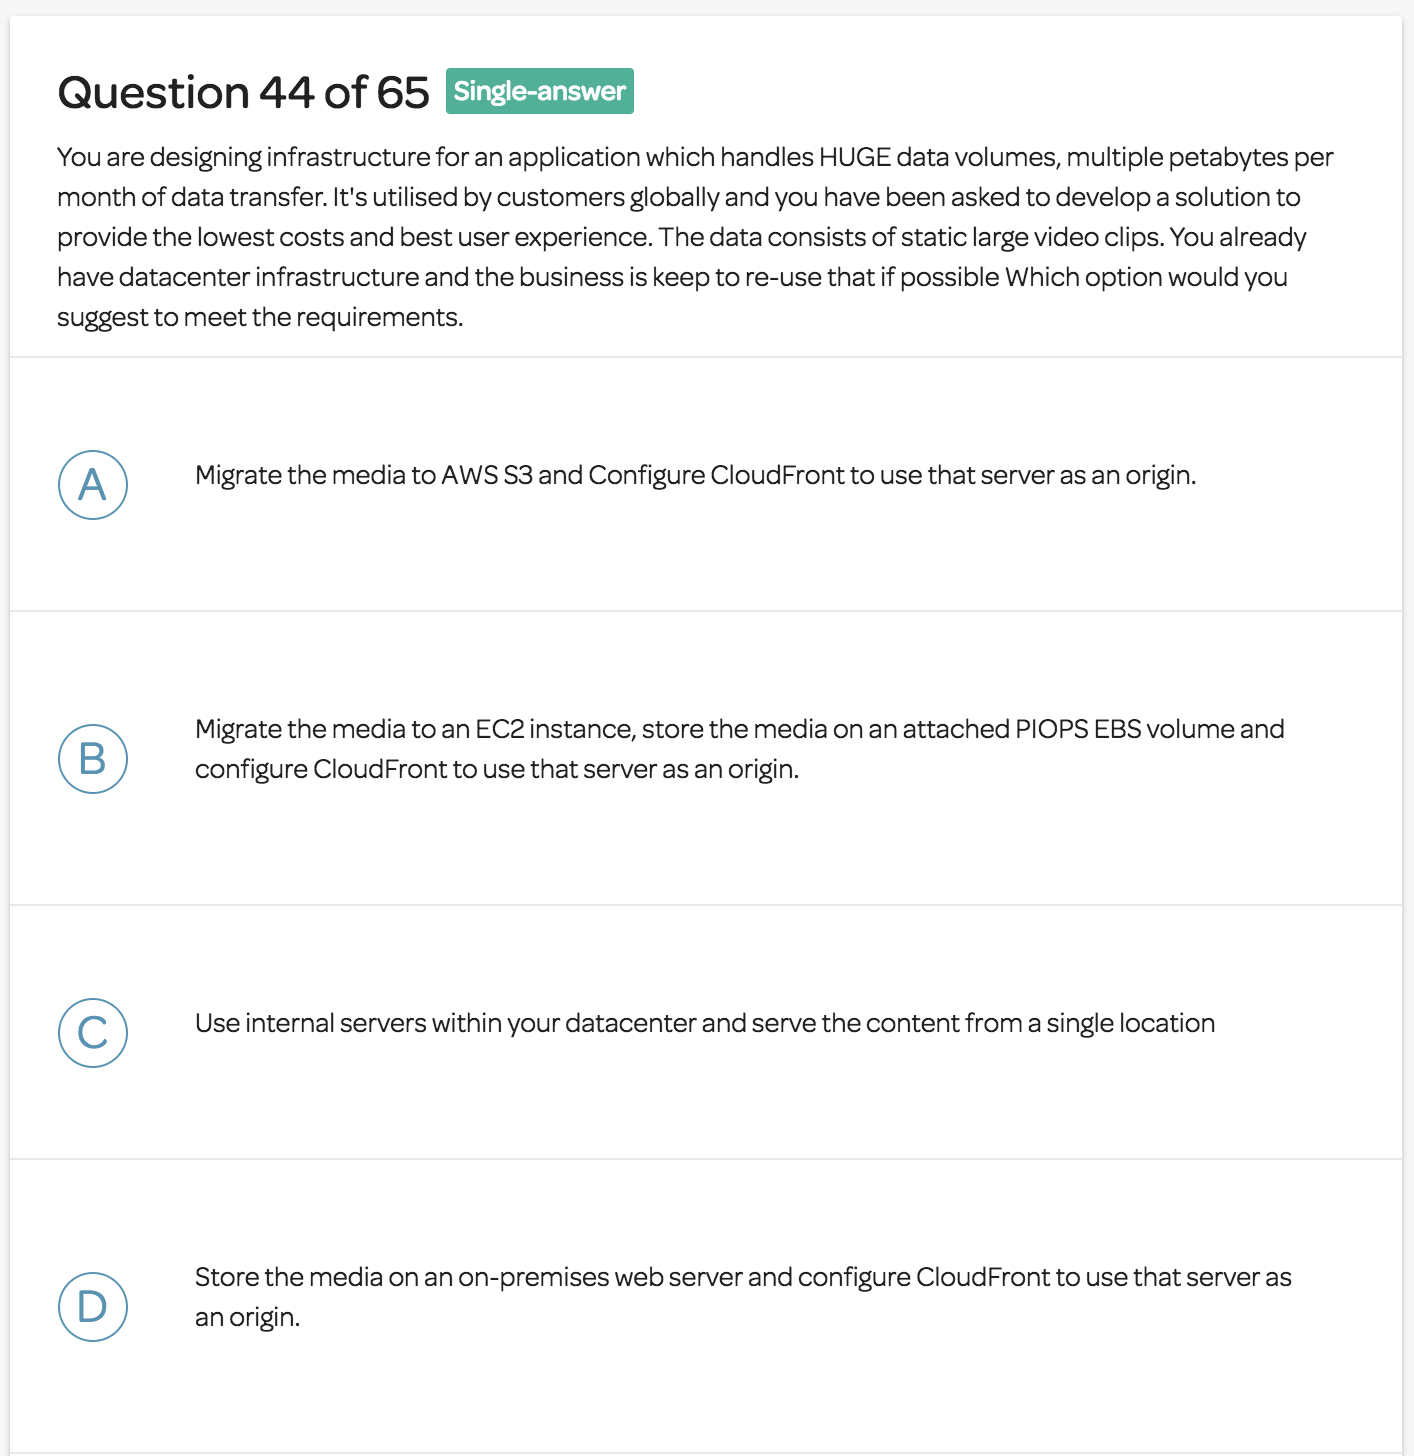 Question 44 of 65 Single-answer
You are designing infrastructure for an application which handles HUGE data volumes, multiple petabytes per
month of data transfer. It's utilised by customers globally and you have been asked to develop a solution to
provide the lowest costs and best user experience. The data consists of static large video clips. You already
have datacenter infrastructure and the business is keep to re-use that if possible Which option would you
suggest to meet the requirements.
A
Migrate the media to AWS S3 and Configure CloudFront to use that server as an origin.
B
Migrate the media to an EC2 instance, store the media on an attached PIOPS EBS volume and
configure CloudFront to use that server as an origin.
C
Use internal servers within your datacenter and serve the content from a single location
D
Store the media on an on-premises web server and configure CloudFront to use that server as
an origin.